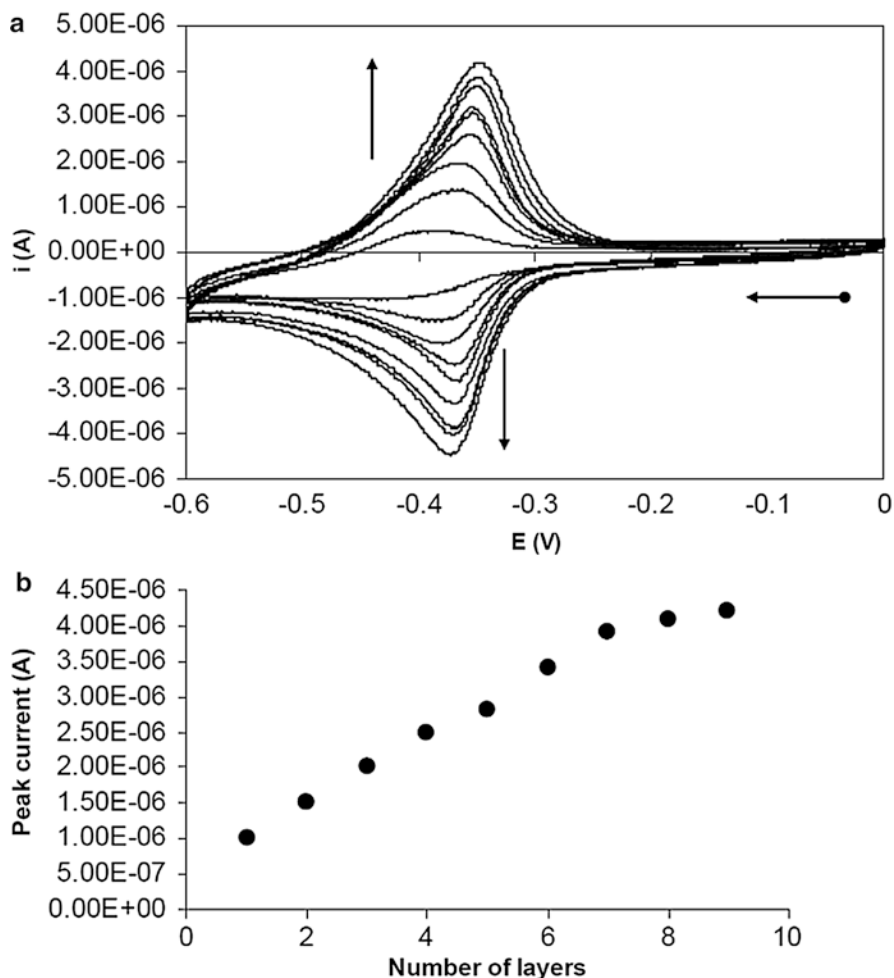 a
5.00E-06
4.00E-06
3.00E-06
2.00E-06
1.00E-06
0.00E+00
-1.00E-06
-2.00E-06
-3.00E-06
-4.00E-06
-5.00E-06
i (A)
-0.6 -0.5 -0.4 -0.3 -0.2 -0.1 0
E (V)
b
4.50E-06
4.00E-06
3.50E-06
3.00E-06
2.50E-06
2.00E-06
1.50E-06
1.00E-06
5.00E-07
0.00E+00
Peak current (A)
0 2 4 6 8 10
Number of layers